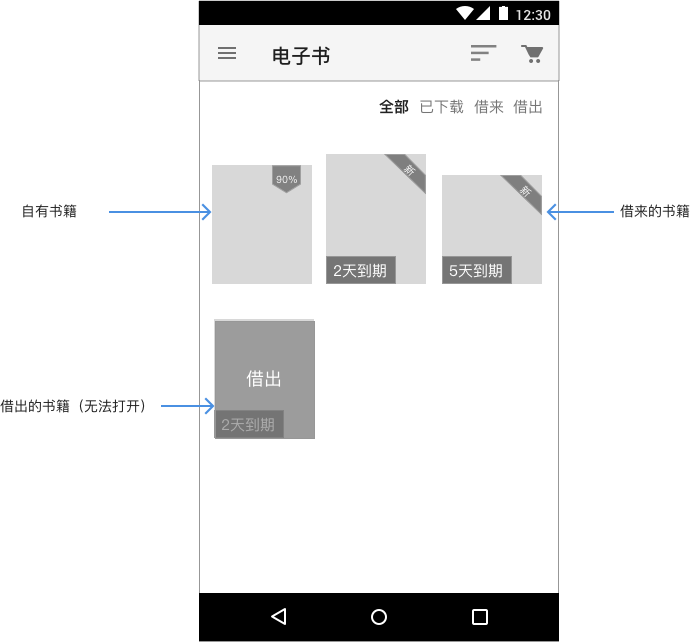 12:30
电子书
全部 已下载 借来 借出
90%
新
新
自有书籍
借来的书籍
2天到期
5天到期
借出
借出的书籍（无法打开）
2天到期